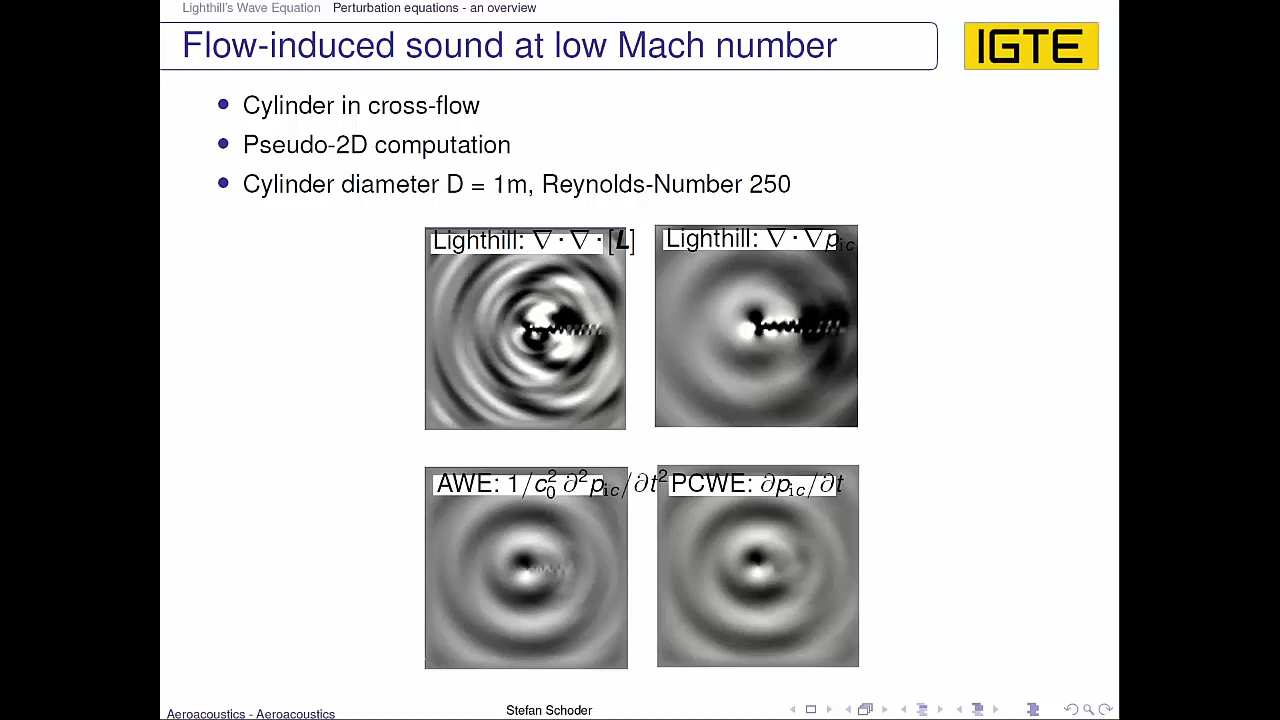 Lighthill's Wave Equation Perturbation equations - an overview
Flow-induced sound at low Mach number
IGTE
Cylinder in cross-flow
Pseudo-2D computation
Cylinder diameter D = 1m, Reynolds-Number 250
Lighthill: ∇ · ∇ · [L]
Lighthill: ∇ · ∇p_ic
AWE: 1/c_0^2 ∂^2p_ic/∂t^2
PCWE: ∂p_ic/∂t
Aeroacoustics - Aeroacoustics
Stefan Schoder